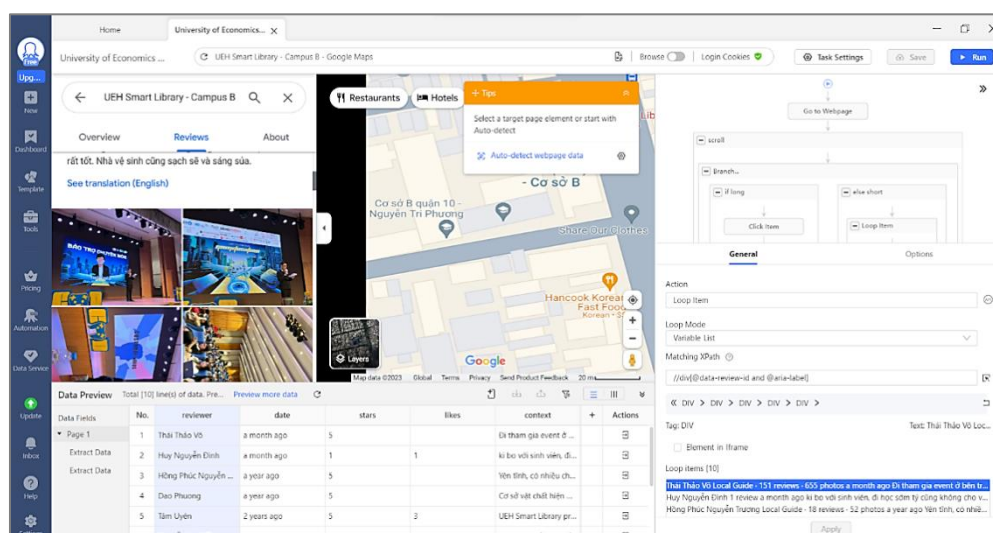 Home
University of Economics... ×
University of Econo...
UEH Smart Library - Campus B - Google Maps
Browse
Login Cookies
Task Settings
Save
Run
FREE
Upg...
New
Dashboard
Template
Tools
Pricing
Automation
Data Service
Update
Inbox
Help
UEH Smart Library - Campus B
Overview
Reviews
About
rất tốt. Nhà vệ sinh cũng sạch sẽ và sáng sủa.
See translation (English)
BÁO TRỢ CHUYÊN MÔN
Restaurants
Hotels
Tips
Select a target page element or start with
Auto-detect
Auto-detect webpage data
Lib
- Cơ sở B
Cơ sở B quận 10 -
Nguyễn Tri Phương
Share Our Clothes
Hancook Korea
Fast Food
Layers
Google
Map data ©2023 Global Terms Privacy Send Product Feedback 20 m
Go to Webpage
scroll
Branch...
if long
else short
Click Item
Loop Item
General
Options
Action
Loop Item
Loop Mode
Variable List
Matching XPath
//div[@data-review-id and @aria-label]
DIV > DIV > DIV > DIV > DIV >
Tag: DIV
Text: Thái Thảo Võ Loc...
Element in Iframe
Loop items [10]
Thái Thảo Võ Local Guide · 151 reviews · 655 photos a month ago Đi tham gia event ở bên tr...
Huy Nguyễn Đình 1 review a month ago ki bo với sinh viên, đi học sớm tý cũng không cho v...
Hồng Phúc Nguyễn Trương Local Guide · 18 reviews · 52 photos a year ago Yên tĩnh, có nhiề...
Apply
Data Preview
Total [10] line(s) of data. Pre...
Preview more data
Data Fields
No. reviewer date stars likes context + Actions
Page 1
Extract Data
Extract Data
1 Thái Thảo Võ a month ago 5 Đi tham gia event ở ...
2 Huy Nguyễn Đình a month ago 1 1 ki bo với sinh viên, đi...
3 Hồng Phúc Nguyễn ... a year ago 5 Yên tĩnh, có nhiều ch...
4 Dao Phuong a year ago 5 Cơ sở vật chất hiện ...
5 Tâm Uyên 2 years ago 5 3 UEH Smart Library pr...